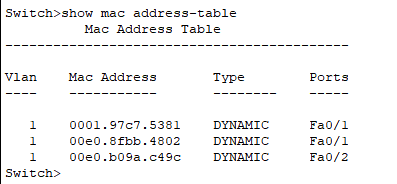 Switch>show mac address-table
          Mac Address Table
-------------------------------------------

Vlan    Mac Address       Type        Ports
----    -----------       --------    -----

   1    0001.97c7.5381    DYNAMIC     Fa0/1
   1    00e0.8fbb.4802    DYNAMIC     Fa0/1
   1    00e0.b09a.c49c    DYNAMIC     Fa0/2
Switch>